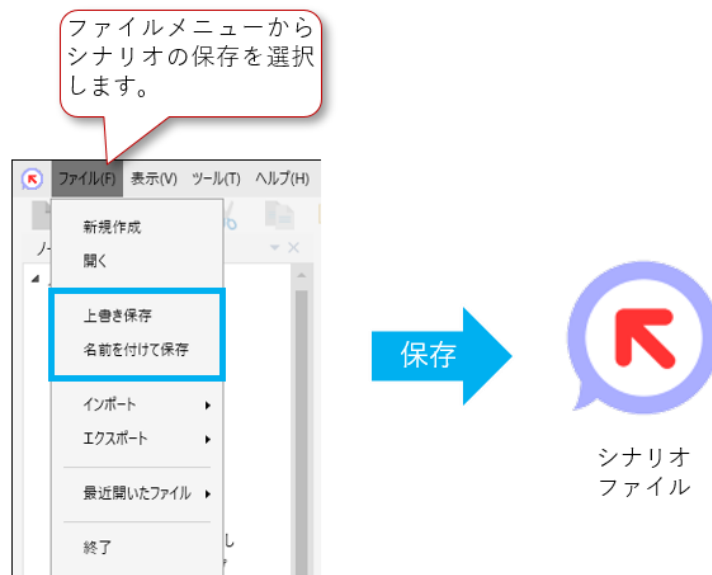 ファイルメニューから
シナリオの保存を選択
します。
ファイル(F) 表示(V) ツール(T) ヘルプ(H)
新規作成
開く
上書き保存
名前を付けて保存
インポート
エクスポート
最近開いたファイル
終了
し
保存
シナリオ
ファイル